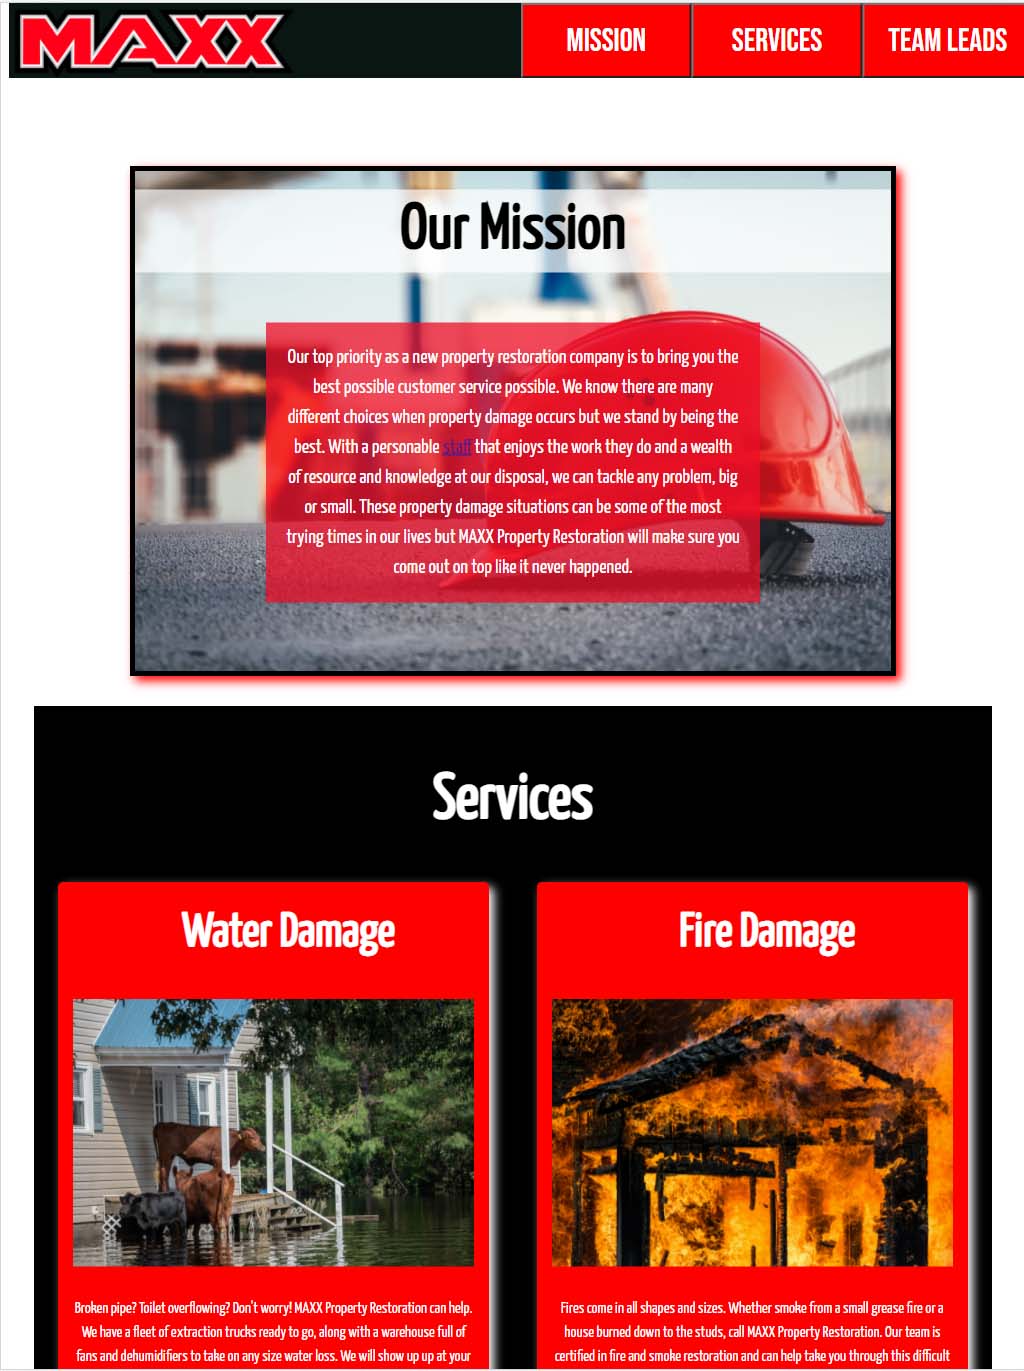 MAXX
MISSION
SERVICES
TEAM LEADS
Our Mission
Our top priority as a new property restoration company is to bring you the
best possible customer service possible. We know there are many
different choices when property damage occurs but we stand by being the
best. With a personable staff that enjoys the work they do and a wealth
of resource and knowledge at our disposal, we can tackle any problem, big
or small. These property damage situations can be some of the most
trying times in our lives but MAXX Property Restoration will make sure you
come out on top like it never happened.
Services
Water Damage
Broken pipe? Toilet overflowing? Don't worry! MAXX Property Restoration can help.
We have a fleet of extraction trucks ready to go, along with a warehouse full of
fans and dehumidifiers to take on any size water loss. We will show up up at your
Fire Damage
Fires come in all shapes and sizes. Whether smoke from a small grease fire or a
house burned down to the studs, call MAXX Property Restoration. Our team is
certified in fire and smoke restoration and can help take you through this difficult